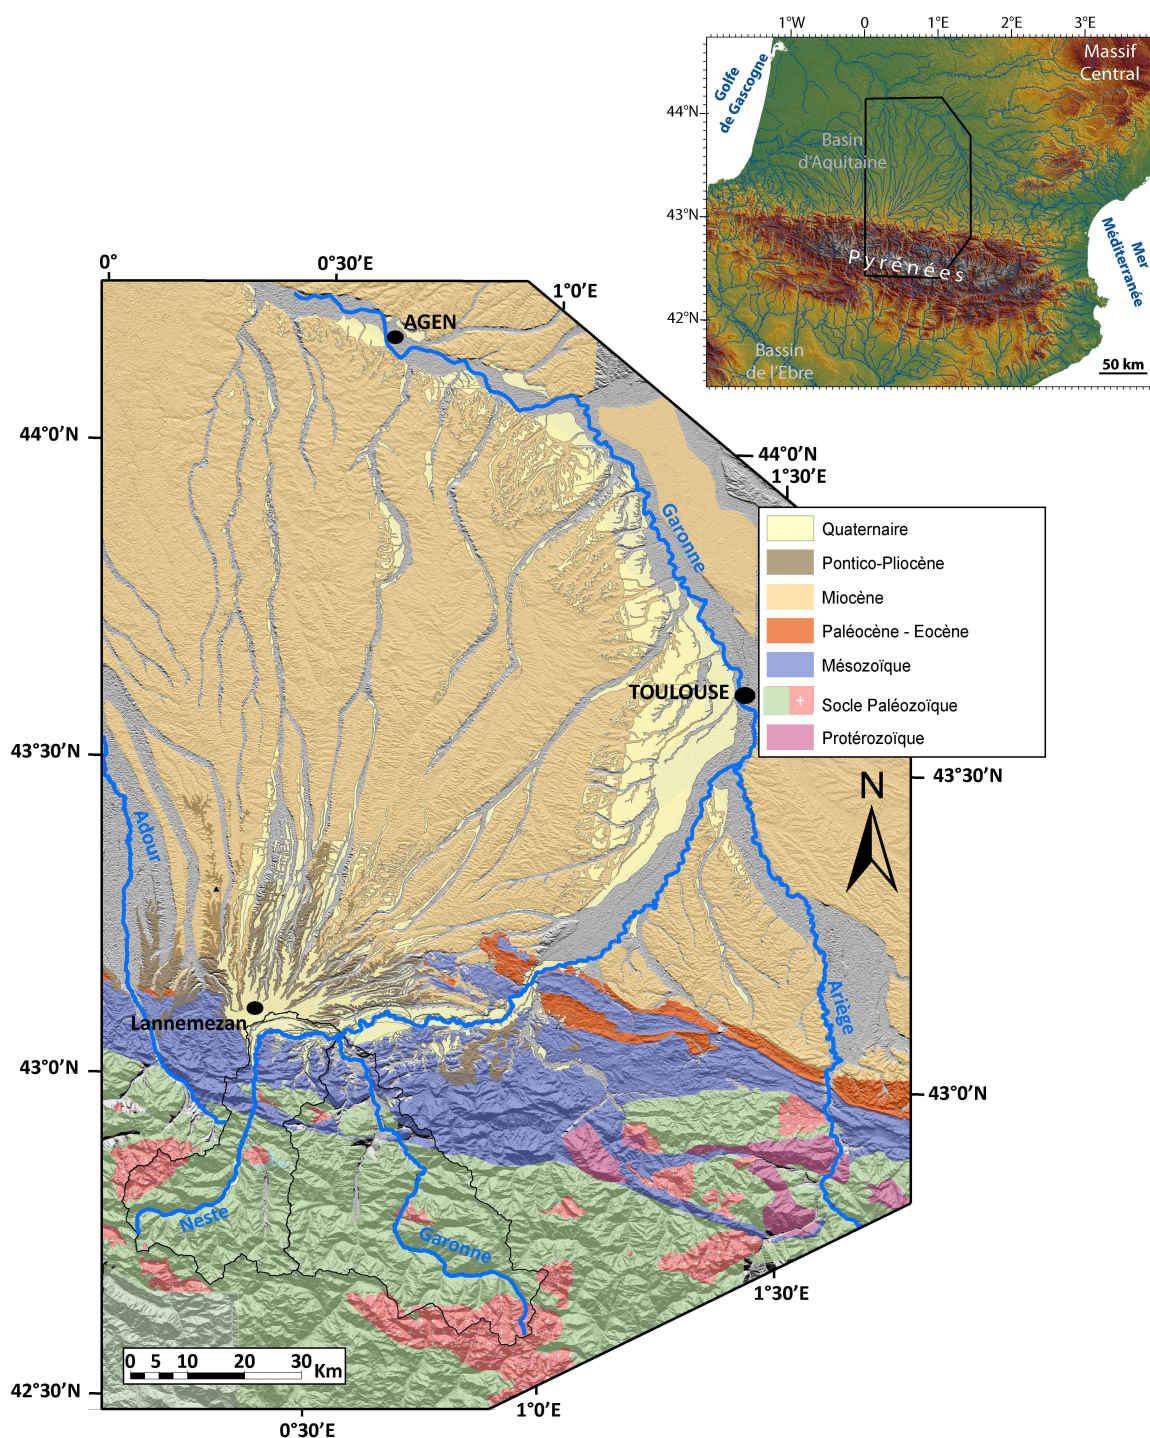 1°W 0 1°E 2°E 3°E
Massif
Central
Golfe
de Gascogne
44°N
Basin
d'Aquitaine
43°N
Pyrénées
Mer
Méditerranée
42°N
Bassin
de l'Ebre
50 km
0° 0°30'E
1°0'E
AGEN
44°0'N
44°0'N
1°30'E
Garonne
Quaternaire
Pontico-Pliocène
Miocène
Paléocène - Eocène
Mésozoïque
+ Socle Paléozoïque
Protérozoïque
TOULOUSE
43°30'N
43°30'N
N
Adour
Ariège
Lannemezan
43°0'N
43°0'N
Neste
Garonne
1°30'E
0 5 10 20 30
Km
42°30'N
0°30'E
1°0'E